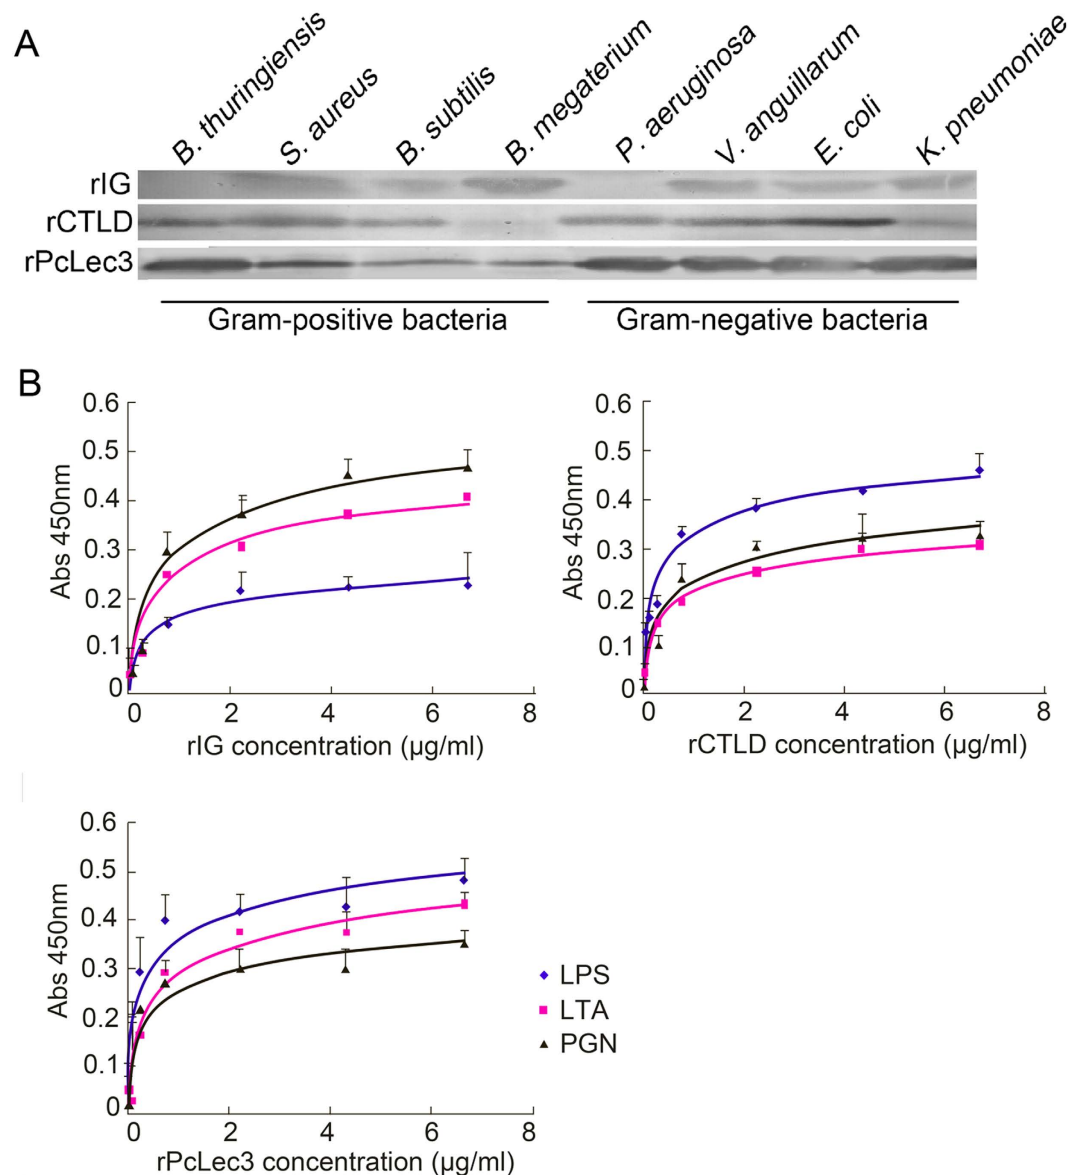 A
B. thuringiensis
S. aureus
B. subtilis
B. megaterium
P. aeruginosa
V. anguillarum
E. coli
K. pneumoniae
rIG
rCTLD
rPcLec3
Gram-positive bacteria
Gram-negative bacteria
B
0.6
0.5
0.4
0.3
0.2
0.1
0
Abs 450nm
0 2 4 6 8
rIG concentration (µg/ml)
0.6
0.5
0.4
0.3
0.2
0.1
0
Abs 450nm
0 2 4 6 8
rCTLD concentration (µg/ml)
0.6
0.5
0.4
0.3
0.2
0.1
0
Abs 450nm
0 2 4 6 8
rPcLec3 concentration (µg/ml)
LPS
LTA
PGN